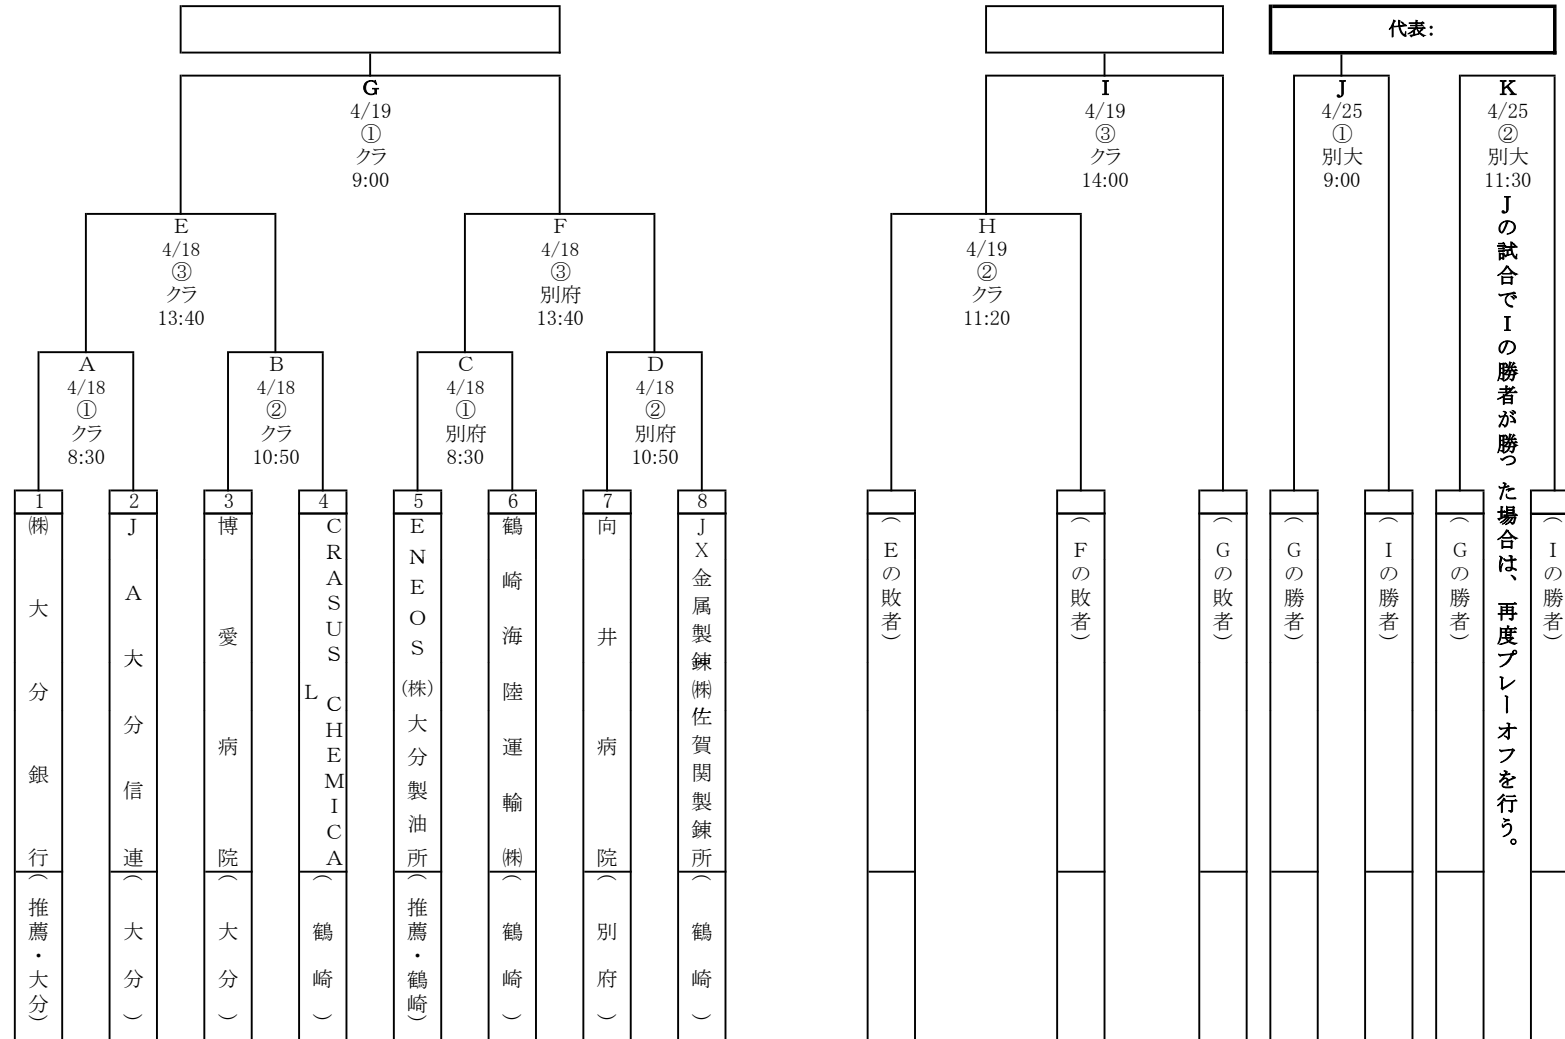 代表：
G
4/19
①
クラ
9:00
I
4/19
③
クラ
14:00
J
4/25
①
別大
9:00
K
4/25
②
別大
11:30
Jの試合でIの勝者が勝った場合は、再度プレーオフを行う。
E
4/18
③
クラ
13:40
F
4/18
③
別府
13:40
H
4/19
②
クラ
11:20
A
4/18
①
クラ
8:30
B
4/18
②
クラ
10:50
C
4/18
①
別府
8:30
D
4/18
②
別府
10:50
1
㈱大分銀行
（推薦・大分）
2
JA大分信連
（大分）
3
博愛病院
（大分）
4
CRASUS CHEMICAL
（鶴崎）
5
ENEOS(株)大分製油所
（推薦・鶴崎）
6
鶴崎海陸運輸㈱
（鶴崎）
7
向井病院
（別府）
8
JX金属製錬㈱佐賀関製錬所
（鶴崎）
（Eの敗者）
（Fの敗者）
（Gの敗者）
（Gの勝者）
（Iの勝者）
（Gの勝者）
（Iの勝者）